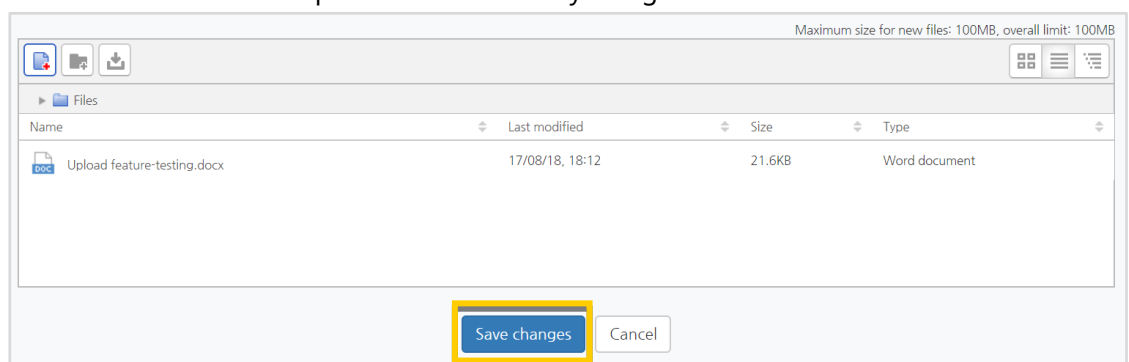 Maximum size for new files: 100MB, overall limit: 100MB
Files
Name Last modified Size Type
DOC Upload feature-testing.docx 17/08/18, 18:12 21.6KB Word document
Save changes Cancel